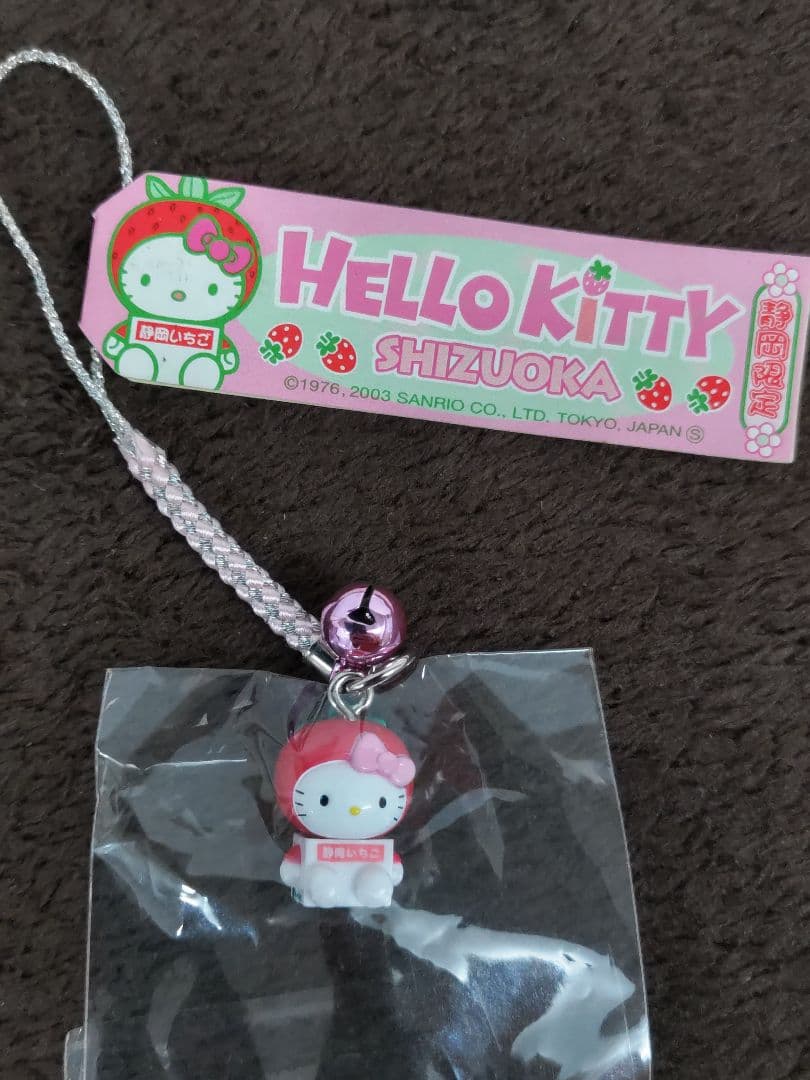 HELLO KITTY
SHIZUOKA
©1976, 2003 SANRIO CO., LTD. TOKYO, JAPAN Ⓢ
静岡いちご
静岡限定
静岡いちご